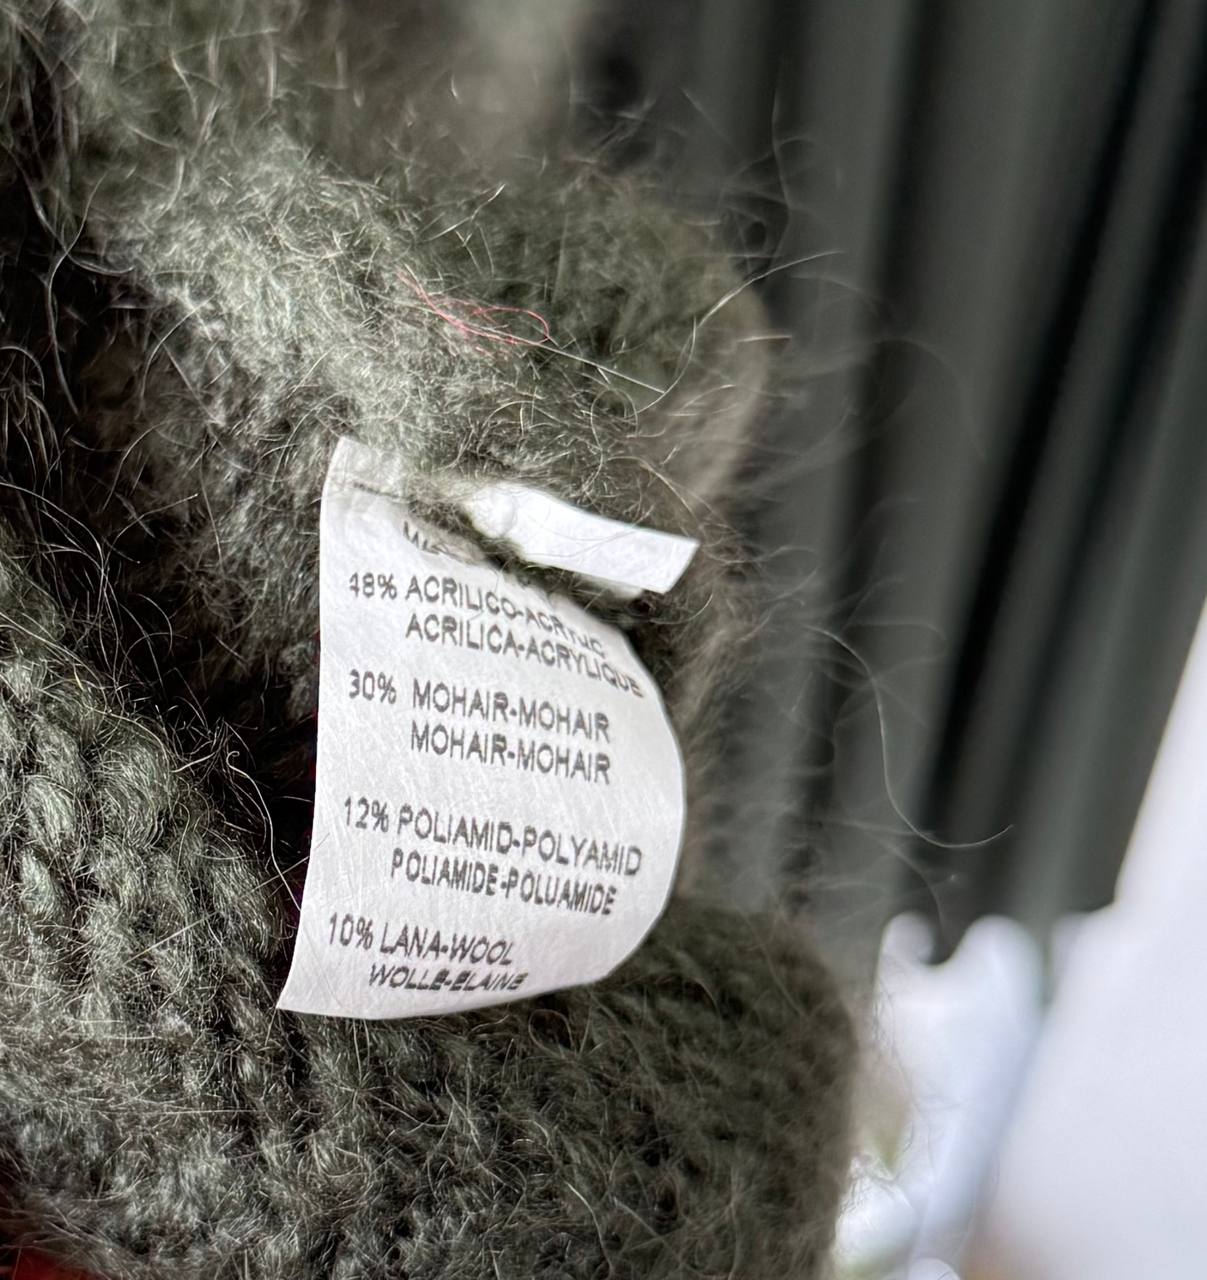 48% ACRILICO-ACRYLIC
ACRILICA-ACRYLIQUE
30% MOHAIR-MOHAIR
MOHAIR-MOHAIR
12% POLIAMID-POLYAMID
POLIAMIDE-POLUAMIDE
10% LANA-WOOL
WOLLE-ELAINE